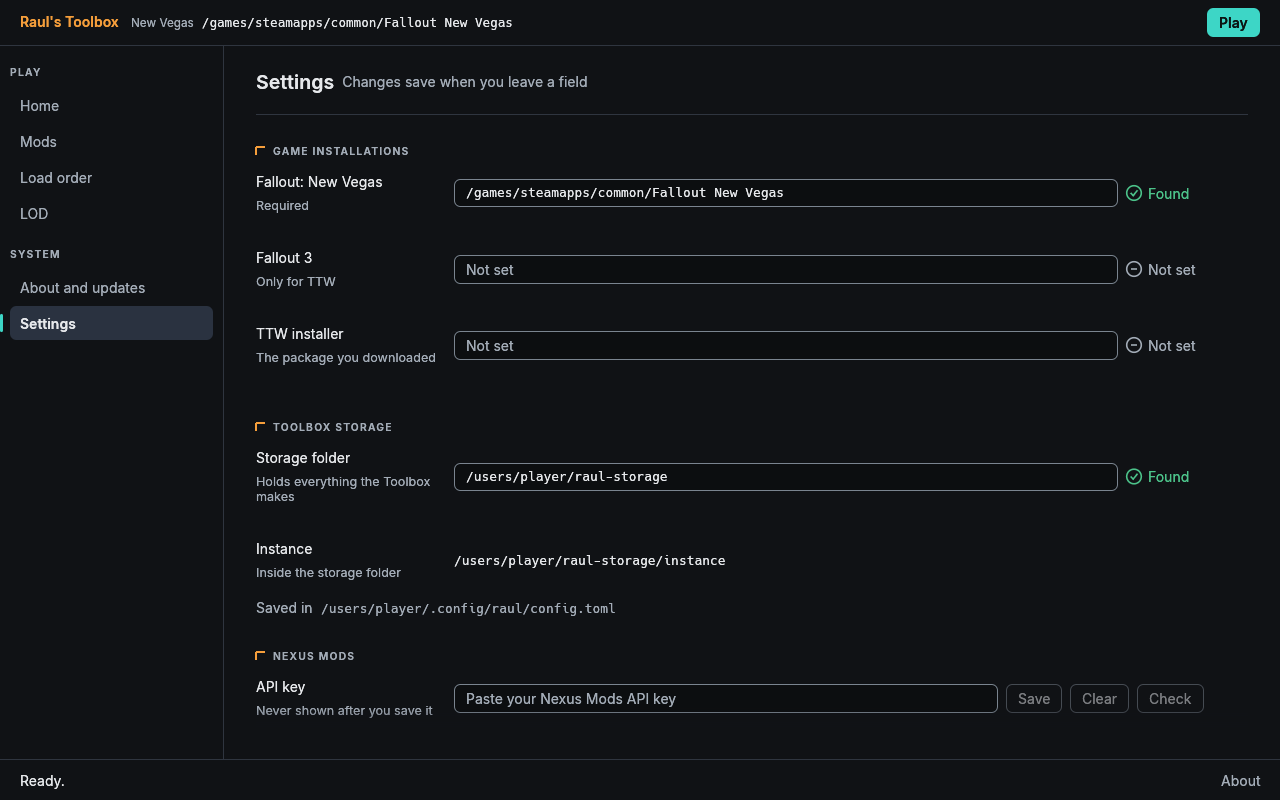 Raul's Toolbox New Vegas /games/steamapps/common/Fallout New Vegas Play
PLAY
Home
Mods
Load order
LOD
SYSTEM
About and updates
Settings
Settings Changes save when you leave a field
GAME INSTALLATIONS
Fallout: New Vegas
Required
/games/steamapps/common/Fallout New Vegas
Found
Fallout 3
Only for TTW
Not set
Not set
TTW installer
The package you downloaded
Not set
Not set
TOOLBOX STORAGE
Storage folder
Holds everything the Toolbox
makes
/users/player/raul-storage
Found
Instance
Inside the storage folder
/users/player/raul-storage/instance
Saved in /users/player/.config/raul/config.toml
NEXUS MODS
API key
Never shown after you save it
Paste your Nexus Mods API key
Save
Clear
Check
Ready.
About